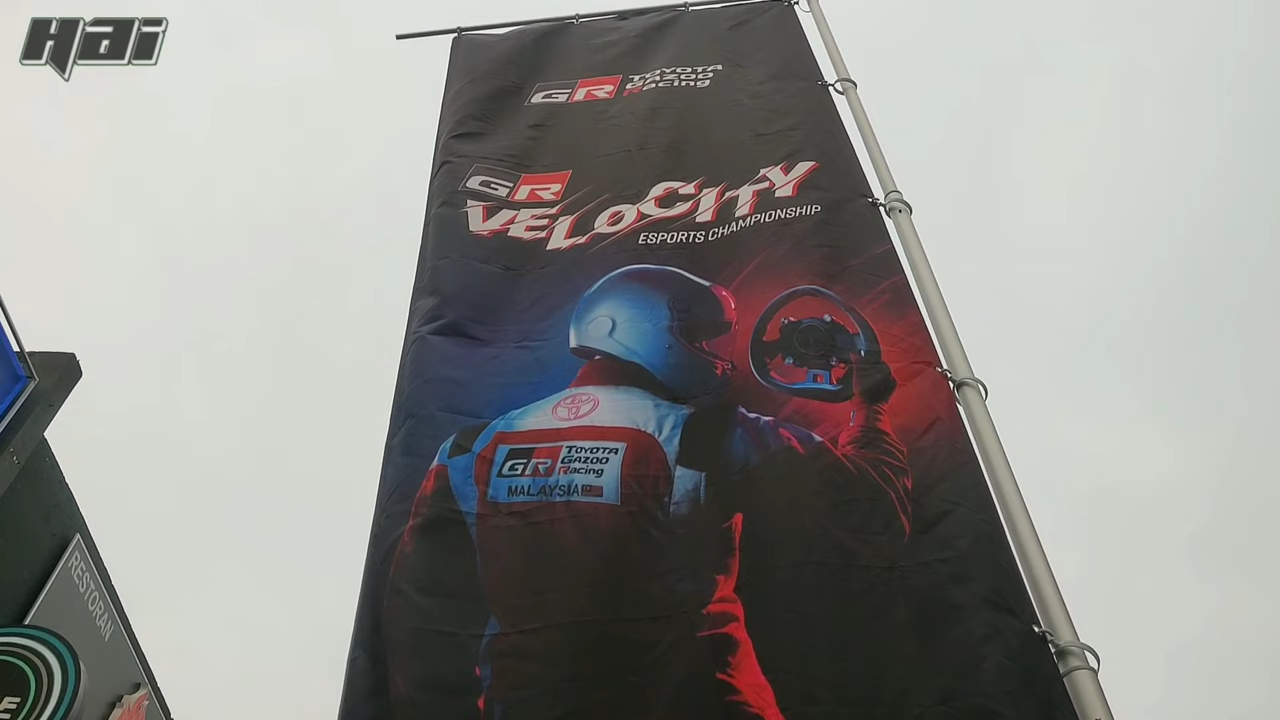 Hai
GR TOYOTA
GAZOO
Racing
GR
VELOCITY
ESPORTS CHAMPIONSHIP
GR TOYOTA
GAZOO
Racing
MALAYSIA
RESTORAN